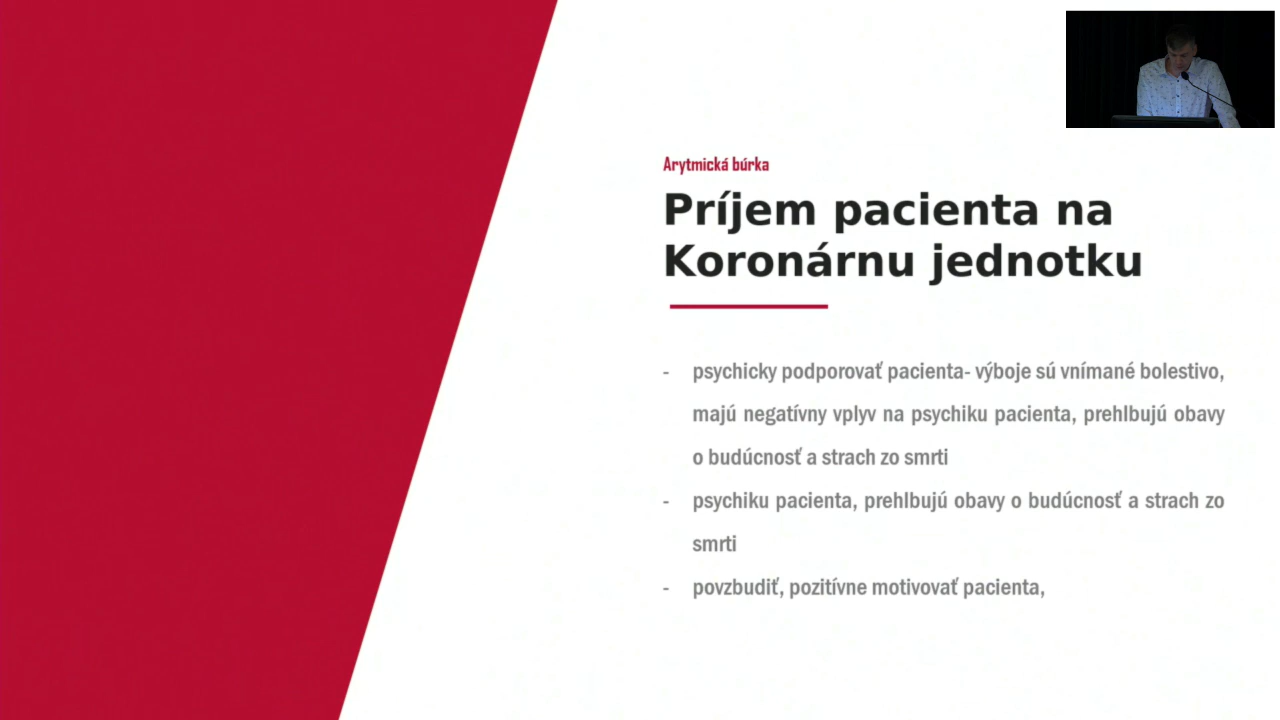 Arytmická búrka
Príjem pacienta na
Koronárnu jednotku
- psychicky podporovať pacienta- výboje sú vnímané bolestivo,
majú negatívny vplyv na psychiku pacienta, prehlbujú obavy
o budúcnosť a strach zo smrti
- psychiku pacienta, prehlbujú obavy o budúcnosť a strach zo
smrti
- povzbudiť, pozitívne motivovať pacienta,